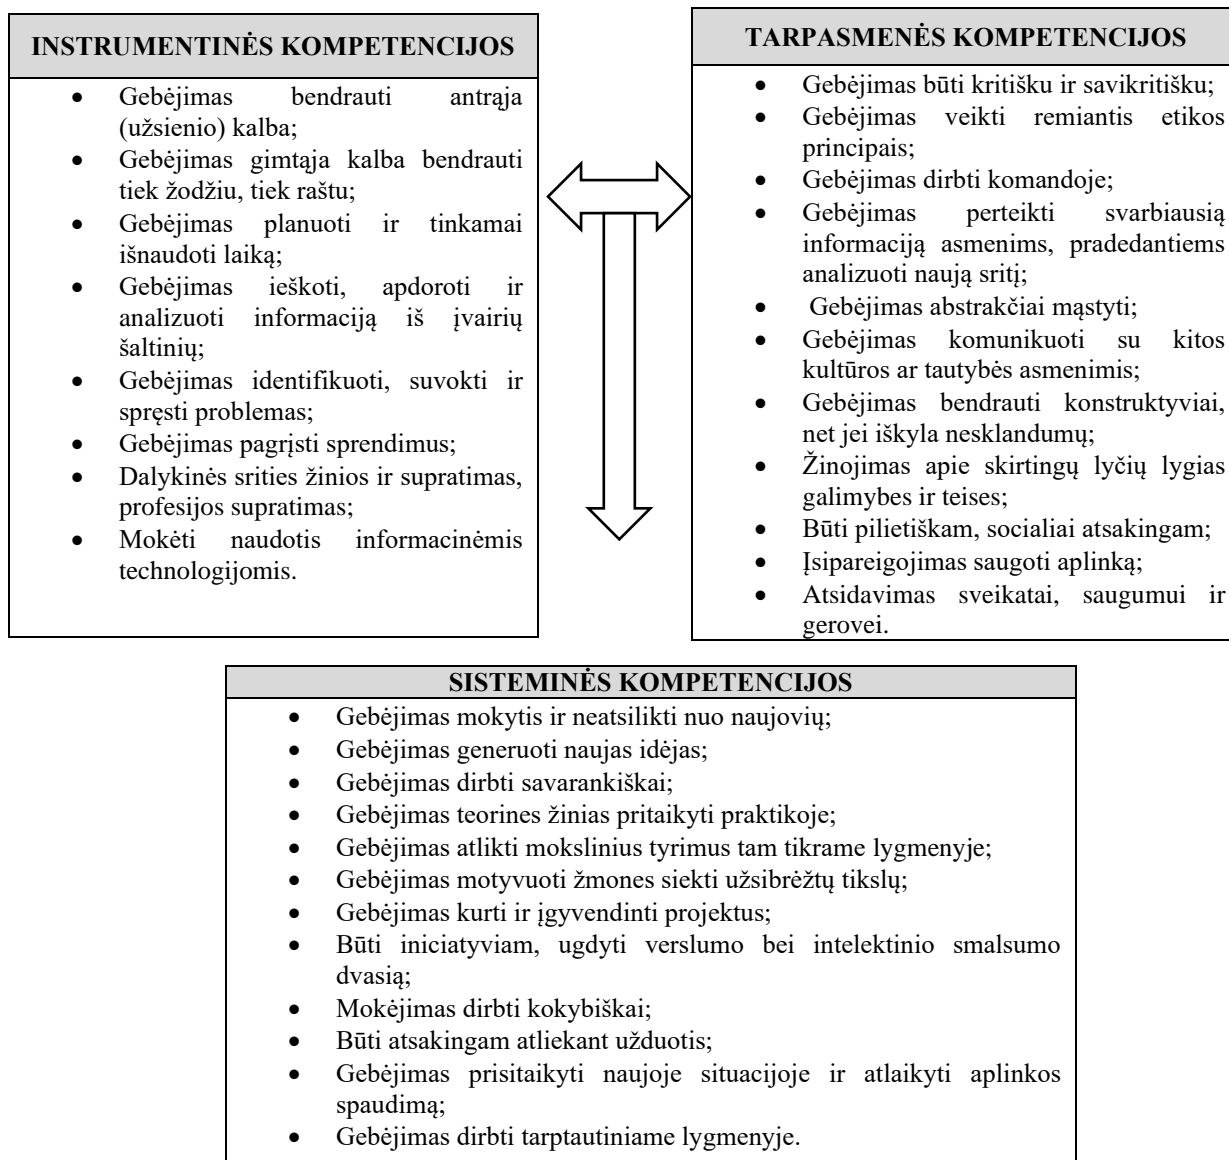 INSTRUMENTINĖS KOMPETENCIJOS
• Gebėjimas bendrauti antrąja
(užsienio) kalba;
• Gebėjimas gimtąja kalba bendrauti
tiek žodžiu, tiek raštu;
• Gebėjimas planuoti ir tinkamai
išnaudoti laiką;
• Gebėjimas ieškoti, apdoroti ir
analizuoti informaciją iš įvairių
šaltinių;
• Gebėjimas identifikuoti, suvokti ir
spręsti problemas;
• Gebėjimas pagrįsti sprendimus;
• Dalykinės srities žinios ir supratimas,
profesijos supratimas;
• Mokėti naudotis informacinėmis
technologijomis.
TARPASMENĖS KOMPETENCIJOS
• Gebėjimas būti kritišku ir savikritišku;
• Gebėjimas veikti remiantis etikos
principais;
• Gebėjimas dirbti komandoje;
• Gebėjimas perteikti svarbiausią
informaciją asmenims, pradedantiems
analizuoti naują sritį;
• Gebėjimas abstrakčiai mąstyti;
• Gebėjimas komunikuoti su kitos
kultūros ar tautybės asmenimis;
• Gebėjimas bendrauti konstruktyviai,
net jei iškyla nesklandumų;
• Žinojimas apie skirtingų lyčių lygias
galimybes ir teises;
• Būti pilietiškam, socialiai atsakingam;
• Įsipareigojimas saugoti aplinką;
• Atsidavimas sveikatai, saugumui ir
gerovei.
SISTEMINĖS KOMPETENCIJOS
• Gebėjimas mokytis ir neatsilikti nuo naujovių;
• Gebėjimas generuoti naujas idėjas;
• Gebėjimas dirbti savarankiškai;
• Gebėjimas teorines žinias pritaikyti praktikoje;
• Gebėjimas atlikti mokslinius tyrimus tam tikrame lygmenyje;
• Gebėjimas motyvuoti žmones siekti užsibrėžtų tikslų;
• Gebėjimas kurti ir įgyvendinti projektus;
• Būti iniciatyviam, ugdyti verslumo bei intelektinio smalsumo
dvasią;
• Mokėjimas dirbti kokybiškai;
• Būti atsakingam atliekant užduotis;
• Gebėjimas prisitaikyti naujoje situacijoje ir atlaikyti aplinkos
spaudimą;
• Gebėjimas dirbti tarptautiniame lygmenyje.